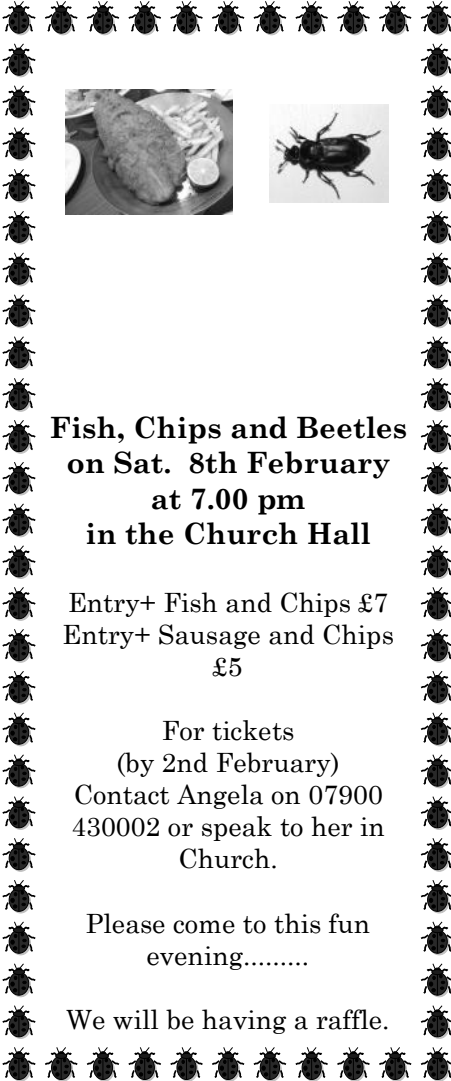 Fish, Chips and Beetles
on Sat.  8th February
at 7.00 pm
in the Church Hall
Entry+ Fish and Chips £7
Entry+ Sausage and Chips
£5
For tickets
(by 2nd February)
Contact Angela on 07900
430002 or speak to her in
Church.
Please come to this fun
evening.........
We will be having a raffle.